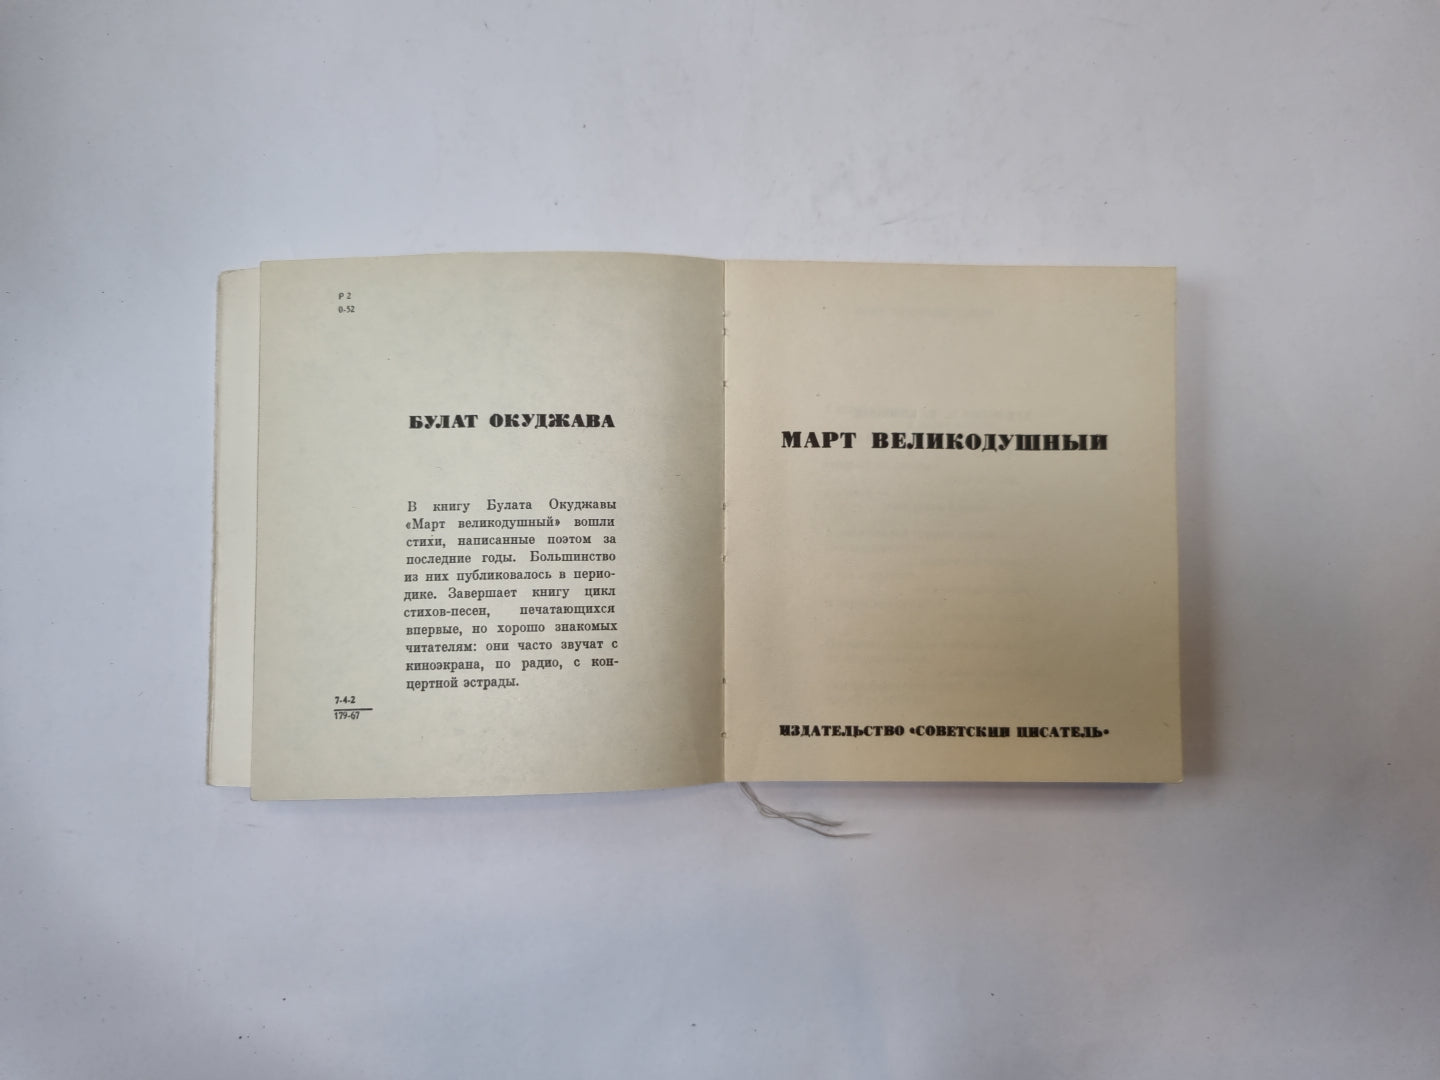 Р 2
0-52
БУЛАТ ОКУДЖАВА
В книгу Булата Окуджавы
«Март великодушный» вошли
стихи, написанные поэтом за
последние годы. Большинство
из них публиковалось в перио-
дике. Завершает книгу цикл
стихов-песен, печатающихся
впервые, но хорошо знакомых
читателям: они часто звучат с
киноэкрана, по радио, с кон-
цертной эстрады.
7-4-2
179-67
МАРТ ВЕЛИКОДУШНЫЙ
ИЗДАТЕЛЬСТВО «СОВЕТСКИЙ ПИСАТЕЛЬ»